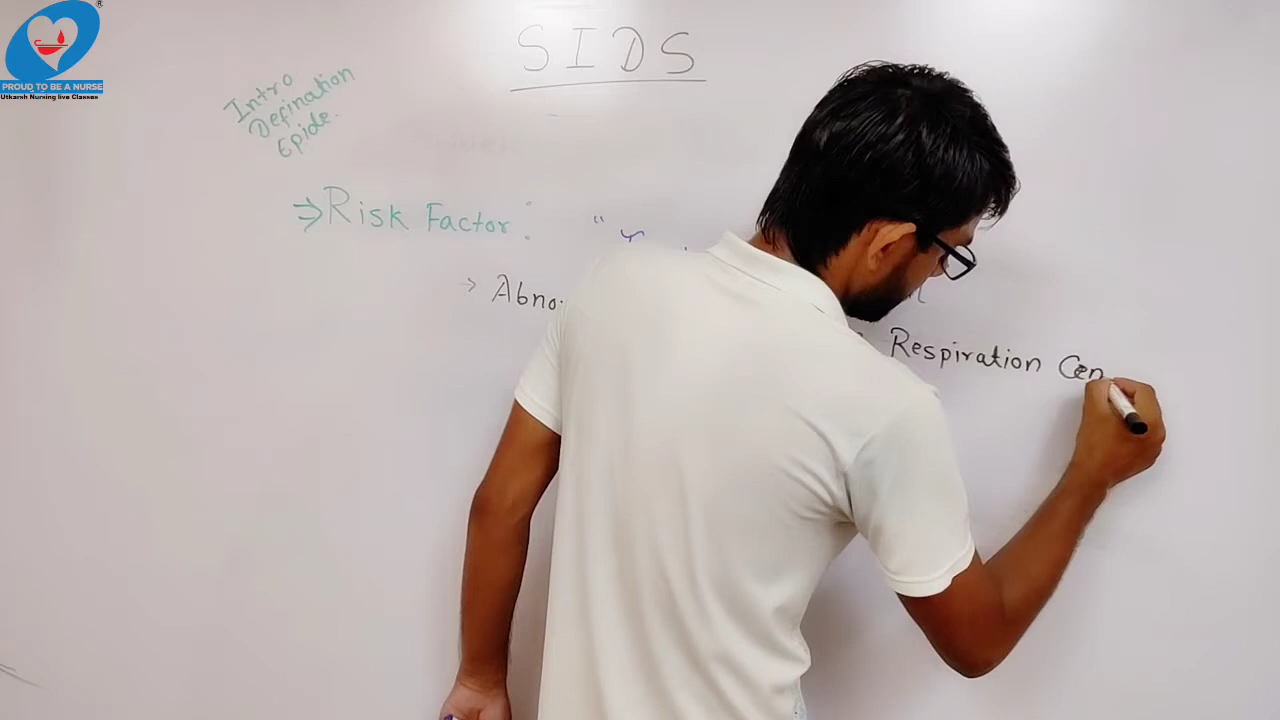 ®
PROUD TO BE A NURSE
Utkarsh Nursing live Classes
SIDS
Intro
Defination
Epide.
⇒ Risk Factor:
→ Abno
Respiration Cen